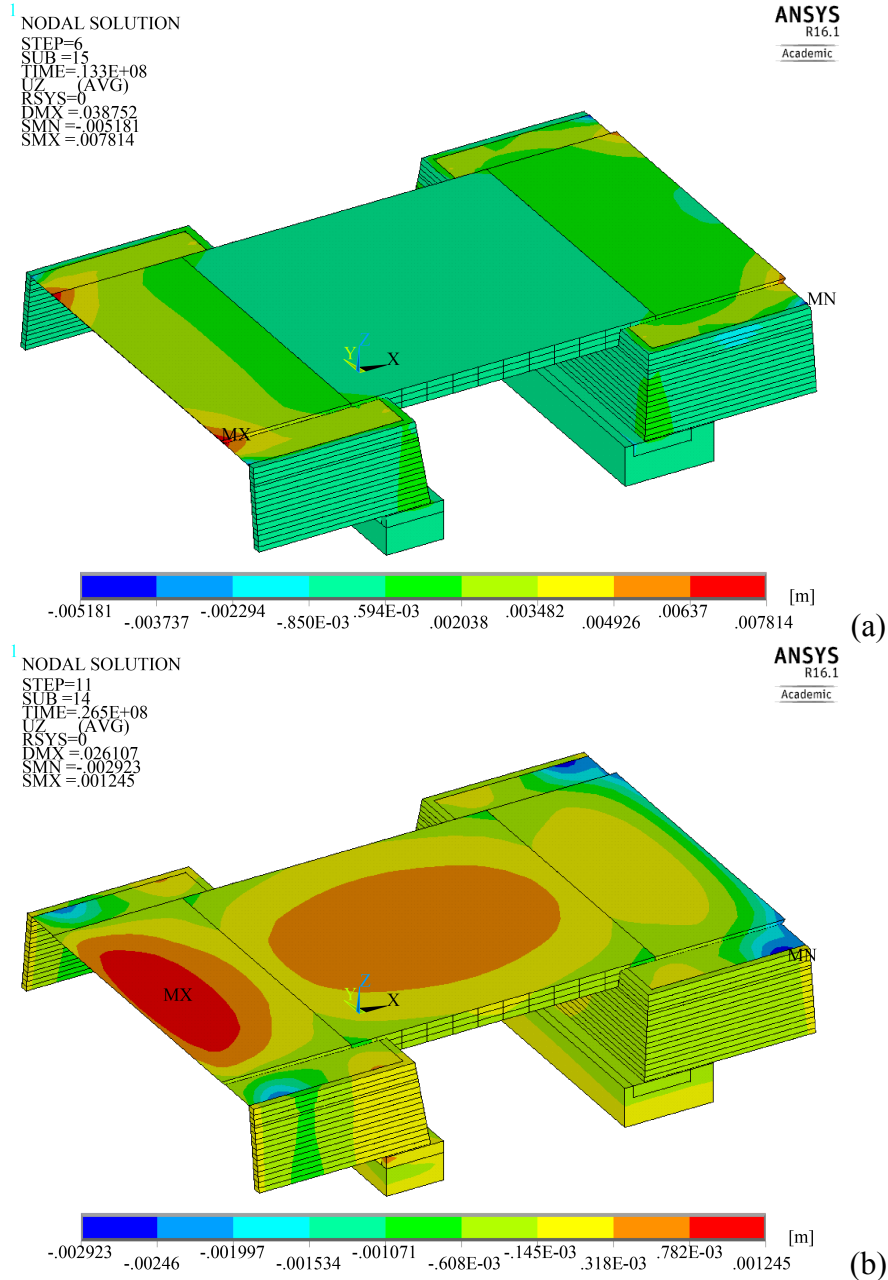 1
NODAL SOLUTION
STEP=6
SUB =15
TIME=.133E+08
UZ (AVG)
RSYS=0
DMX =.038752
SMN =-.005181
SMX =.007814
ANSYS
R16.1
Academic
MN
Y X
MX
-.005181 -.003737 -.002294 -.850E-03 .594E-03 .002038 .003482 .004926 .00637 .007814 [m]
(a)
1
NODAL SOLUTION
STEP=11
SUB =14
TIME=.265E+08
UZ (AVG)
RSYS=0
DMX =.026107
SMN =-.002923
SMX =.001245
ANSYS
R16.1
Academic
MN
Z
MX
Y X
-.002923 -.00246 -.001997 -.001534 -.001071 -.608E-03 -.145E-03 .318E-03 .782E-03 .001245 [m]
(b)